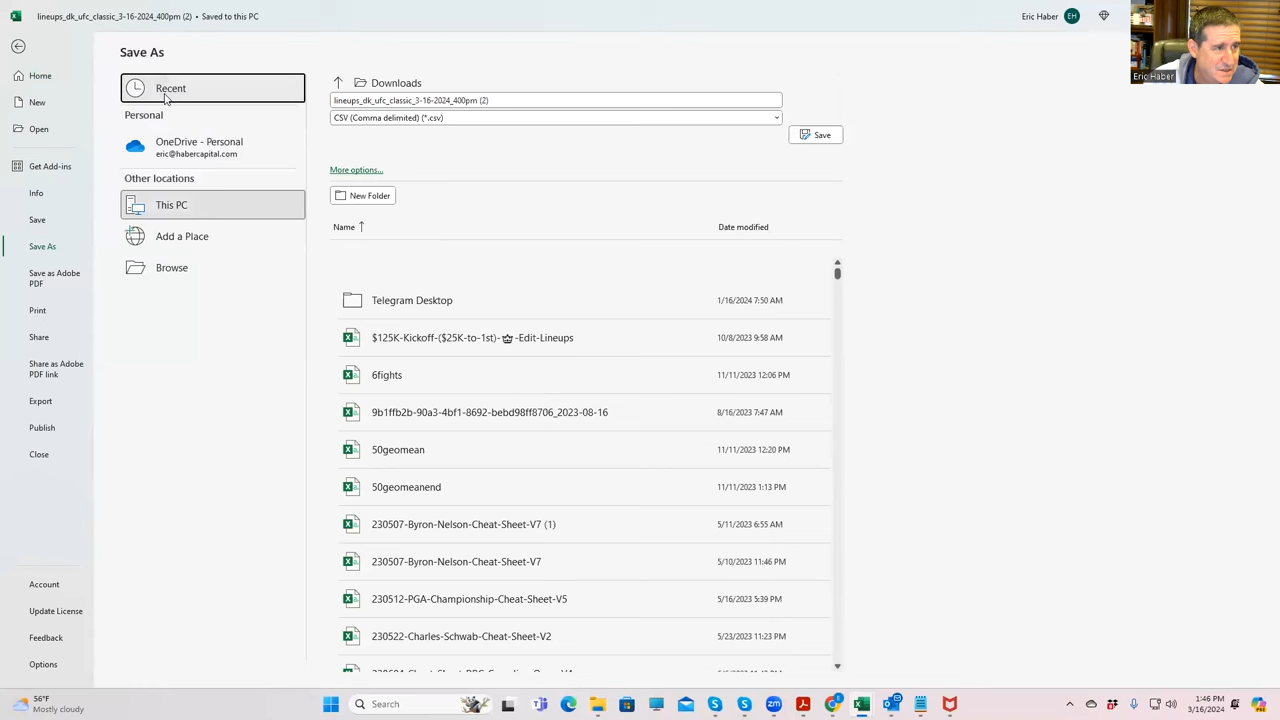 lineups_dk_ufc_classic_3-16-2024_400pm (2) • Saved to this PC
Eric Haber
EH
Save As
Home
New
Open
Get Add-ins
Info
Save
Save As
Save as Adobe
PDF
Print
Share
Share as Adobe
PDF link
Export
Publish
Close
Account
Update License
Feedback
Options
Recent
Personal
OneDrive - Personal
eric@habercapital.com
Other locations
This PC
Add a Place
Browse
Downloads
lineups_dk_ufc_classic_3-16-2024_400pm (2)
CSV (Comma delimited) (*.csv)
Save
More options...
New Folder
Name
Date modified
Telegram Desktop 1/16/2024 7:50 AM
$125K-Kickoff-($25K-to-1st)-👑-Edit-Lineups 10/8/2023 9:58 AM
6fights 11/11/2023 12:06 PM
9b1ffb2b-90a3-4bf1-8692-bebd98ff8706_2023-08-16 8/16/2023 7:47 AM
50geomean 11/11/2023 12:20 PM
50geomeanend 11/11/2023 1:13 PM
230507-Byron-Nelson-Cheat-Sheet-V7 (1) 5/11/2023 6:55 AM
230507-Byron-Nelson-Cheat-Sheet-V7 5/10/2023 11:46 PM
230512-PGA-Championship-Cheat-Sheet-V5 5/16/2023 5:39 PM
230522-Charles-Schwab-Cheat-Sheet-V2 5/23/2023 11:23 PM
Eric Haber
56°F
Mostly cloudy
Search
1:46 PM
3/16/2024